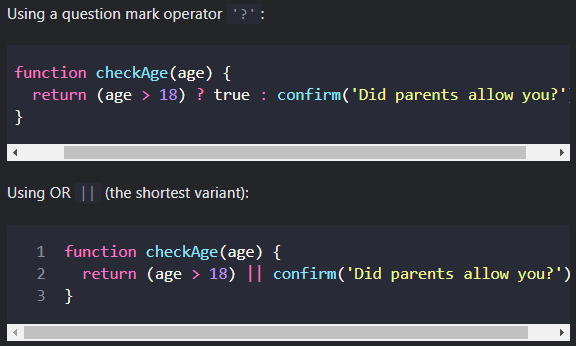 Using a question mark operator '?':
function checkAge(age) {
  return (age > 18) ? true : confirm('Did parents allow you?'
}
Using OR || (the shortest variant):
1 function checkAge(age) {
2   return (age > 18) || confirm('Did parents allow you?')
3 }